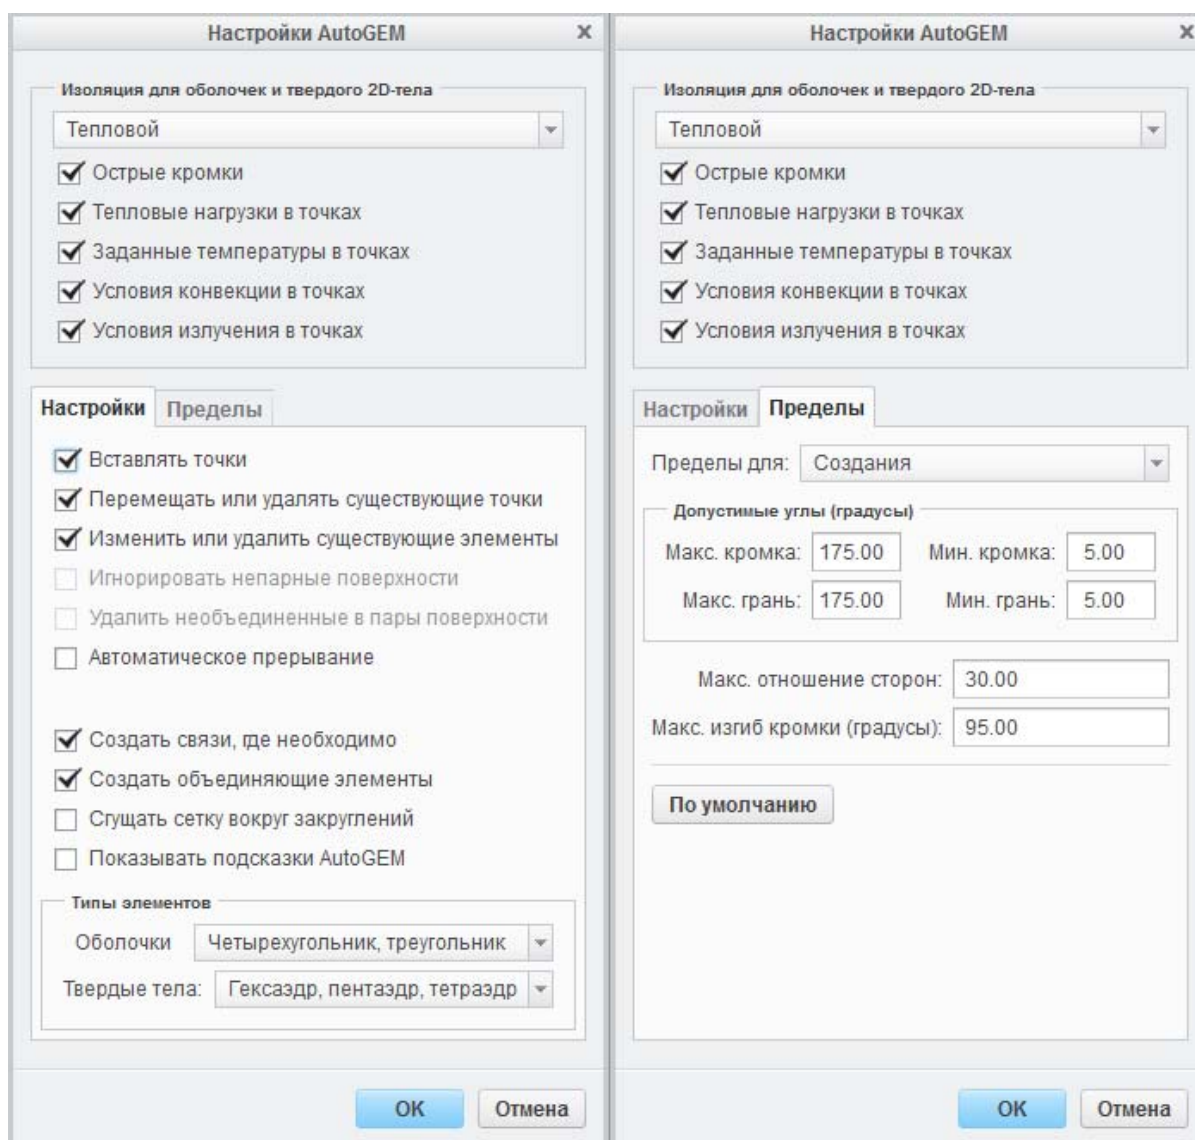 Настройки AutoGEM
Изоляция для оболочек и твердого 2D-тела
Тепловой
Острые кромки
Тепловые нагрузки в точках
Заданные температуры в точках
Условия конвекции в точках
Условия излучения в точках
Настройки Пределы
Вставлять точки
Перемещать или удалять существующие точки
Изменить или удалить существующие элементы
Игнорировать непарные поверхности
Удалить необъединенные в пары поверхности
Автоматическое прерывание
Создать связи, где необходимо
Создать объединяющие элементы
Сгущать сетку вокруг закруглений
Показывать подсказки AutoGEM
Типы элементов
Оболочки Четырехугольник, треугольник
Твердые тела: Гексаэдр, пентаэдр, тетраэдр
OK Отмена
Настройки AutoGEM
Изоляция для оболочек и твердого 2D-тела
Тепловой
Острые кромки
Тепловые нагрузки в точках
Заданные температуры в точках
Условия конвекции в точках
Условия излучения в точках
Настройки Пределы
Пределы для: Создания
Допустимые углы (градусы)
Макс. кромка: 175.00 Мин. кромка: 5.00
Макс. грань: 175.00 Мин. грань: 5.00
Макс. отношение сторон: 30.00
Макс. изгиб кромки (градусы): 95.00
По умолчанию
OK Отмена